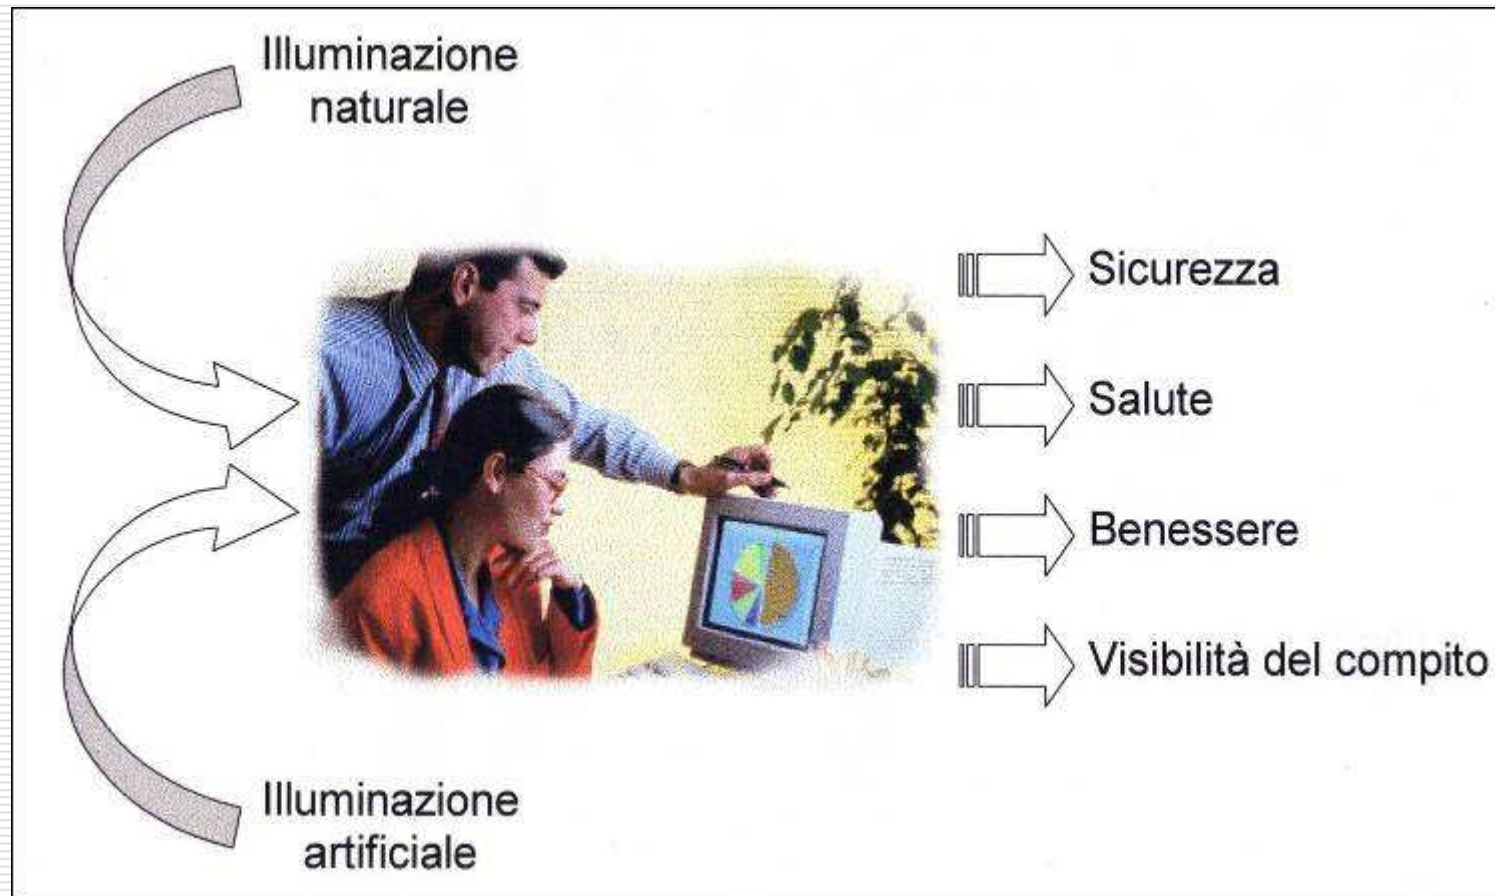 Illuminazione
naturale
Sicurezza
Salute
Benessere
Visibilità del compito
Illuminazione
artificiale